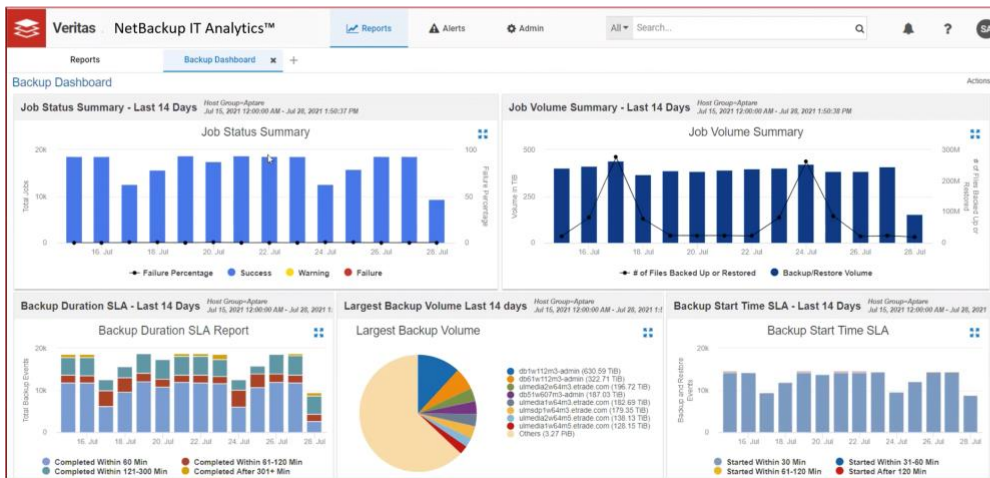 Veritas NetBackup IT Analytics™ Reports Alerts Admin All Search... ? SA
Reports Backup Dashboard × +
Backup Dashboard Actions
Job Status Summary - Last 14 Days Host Group=Aptare
Jul 15, 2021 12:00:00 AM - Jul 28, 2021 1:50:37 PM
Job Status Summary
20K 100
10K 50
0 0
Total Jobs
Failure Percentage
16. Jul 18. Jul 20. Jul 22. Jul 24. Jul 26. Jul 28. Jul
Failure Percentage Success Warning Failure
Job Volume Summary - Last 14 Days Host Group=Aptare
Jul 15, 2021 12:00:00 AM - Jul 28, 2021 1:50:38 PM
Job Volume Summary
500 300M
250 200M
100M
0 0
Volume in TiB
# of Files Backed Up or Restored
16. Jul 18. Jul 20. Jul 22. Jul 24. Jul 26. Jul 28. Jul
# of Files Backed Up or Restored Backup/Restore Volume
Backup Duration SLA - Last 14 Days Host Group=Aptare
Jul 15, 2021 12:00:00 AM - Jul 28, 2021 1:
Backup Duration SLA Report
20k
10k
0
Total Backup Events
16. Jul 18. Jul 20. Jul 22. Jul 24. Jul 26. Jul 28. Jul
Completed Within 60 Min Completed Within 61-120 Min
Completed Within 121-300 Min Completed After 301+ Min
Largest Backup Volume Last 14 days Host Group=Aptare
Jul 15, 2021 12:00:00 AM - Jul 28, 2021 1:
Largest Backup Volume
db1w112m3-admin (630.59 TiB)
db61w112m3-admin (322.71 TiB)
ulmedia2w64m3.etrade.com (196.72 TiB)
db51w607m3-admin (187.03 TiB)
ulmedia1w64m3.etrade.com (182.69 TiB)
ulmsdp1w64m3.etrade.com (179.35 TiB)
ulmedia2w64m5.etrade.com (138.13 TiB)
ulmedia1w64m5.etrade.com (128.15 TiB)
Others (3.27 PiB)
Backup Start Time SLA - Last 14 Days Host Group=Aptare
Jul 15, 2021 12:00:00 AM - Jul 28, 2021
Backup Start Time SLA
20k
10k
0
Backup and Restore Events
16. Jul 18. Jul 20. Jul 22. Jul 24. Jul 26. Jul 28. Jul
Started Within 30 Min Started Within 31-60 Min
Started Within 61-120 Min Started After 120 Min